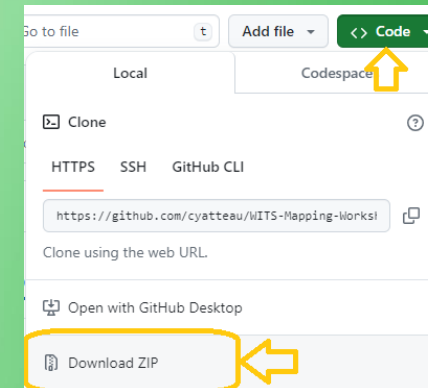 Go to file t Add file <> Code
Local Codespace
Clone
HTTPS SSH GitHub CLI
https://github.com/cyatteau/WITS-Mapping-Works
Clone using the web URL.
Open with GitHub Desktop
Download ZIP